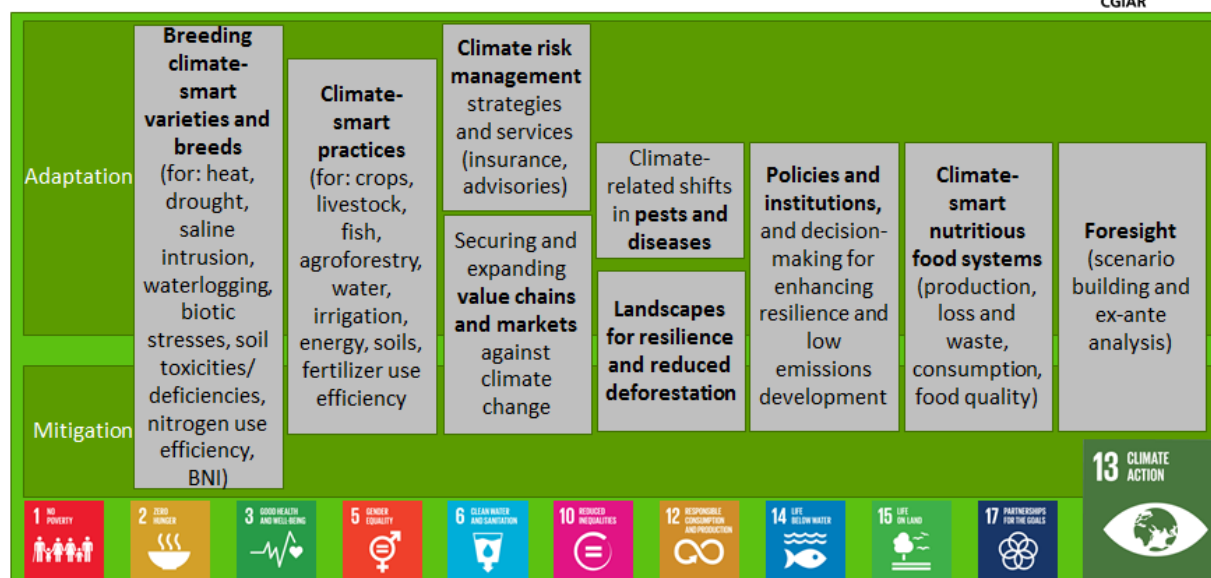 CGIAR
Adaptation
Mitigation
Breeding
climate-
smart
varieties and
breeds
(for: heat,
drought,
saline
intrusion,
waterlogging,
biotic
stresses, soil
toxicities/
deficiencies,
nitrogen use
efficiency,
BNI)
Climate-
smart
practices
(for: crops,
livestock,
fish,
agroforestry,
water,
irrigation,
energy, soils,
fertilizer use
efficiency
Climate risk
management
strategies
and services
(insurance,
advisories)
Securing and
expanding
value chains
and markets
against
climate
change
Climate-
related shifts
in pests and
diseases
Landscapes
for resilience
and reduced
deforestation
Policies and
institutions,
and decision-
making for
enhancing
resilience and
low
emissions
development
Climate-
smart
nutritious
food systems
(production,
loss and
waste,
consumption,
food quality)
Foresight
(scenario
building and
ex-ante
analysis)
1 NO
POVERTY
2 ZERO
HUNGER
3 GOOD HEALTH
AND WELL-BEING
5 GENDER
EQUALITY
6 CLEAN WATER
AND SANITATION
10 REDUCED
INEQUALITIES
12 RESPONSIBLE
CONSUMPTION
AND PRODUCTION
14 LIFE
BELOW WATER
15 LIFE
ON LAND
17 PARTNERSHIPS
FOR THE GOALS
13 CLIMATE
ACTION